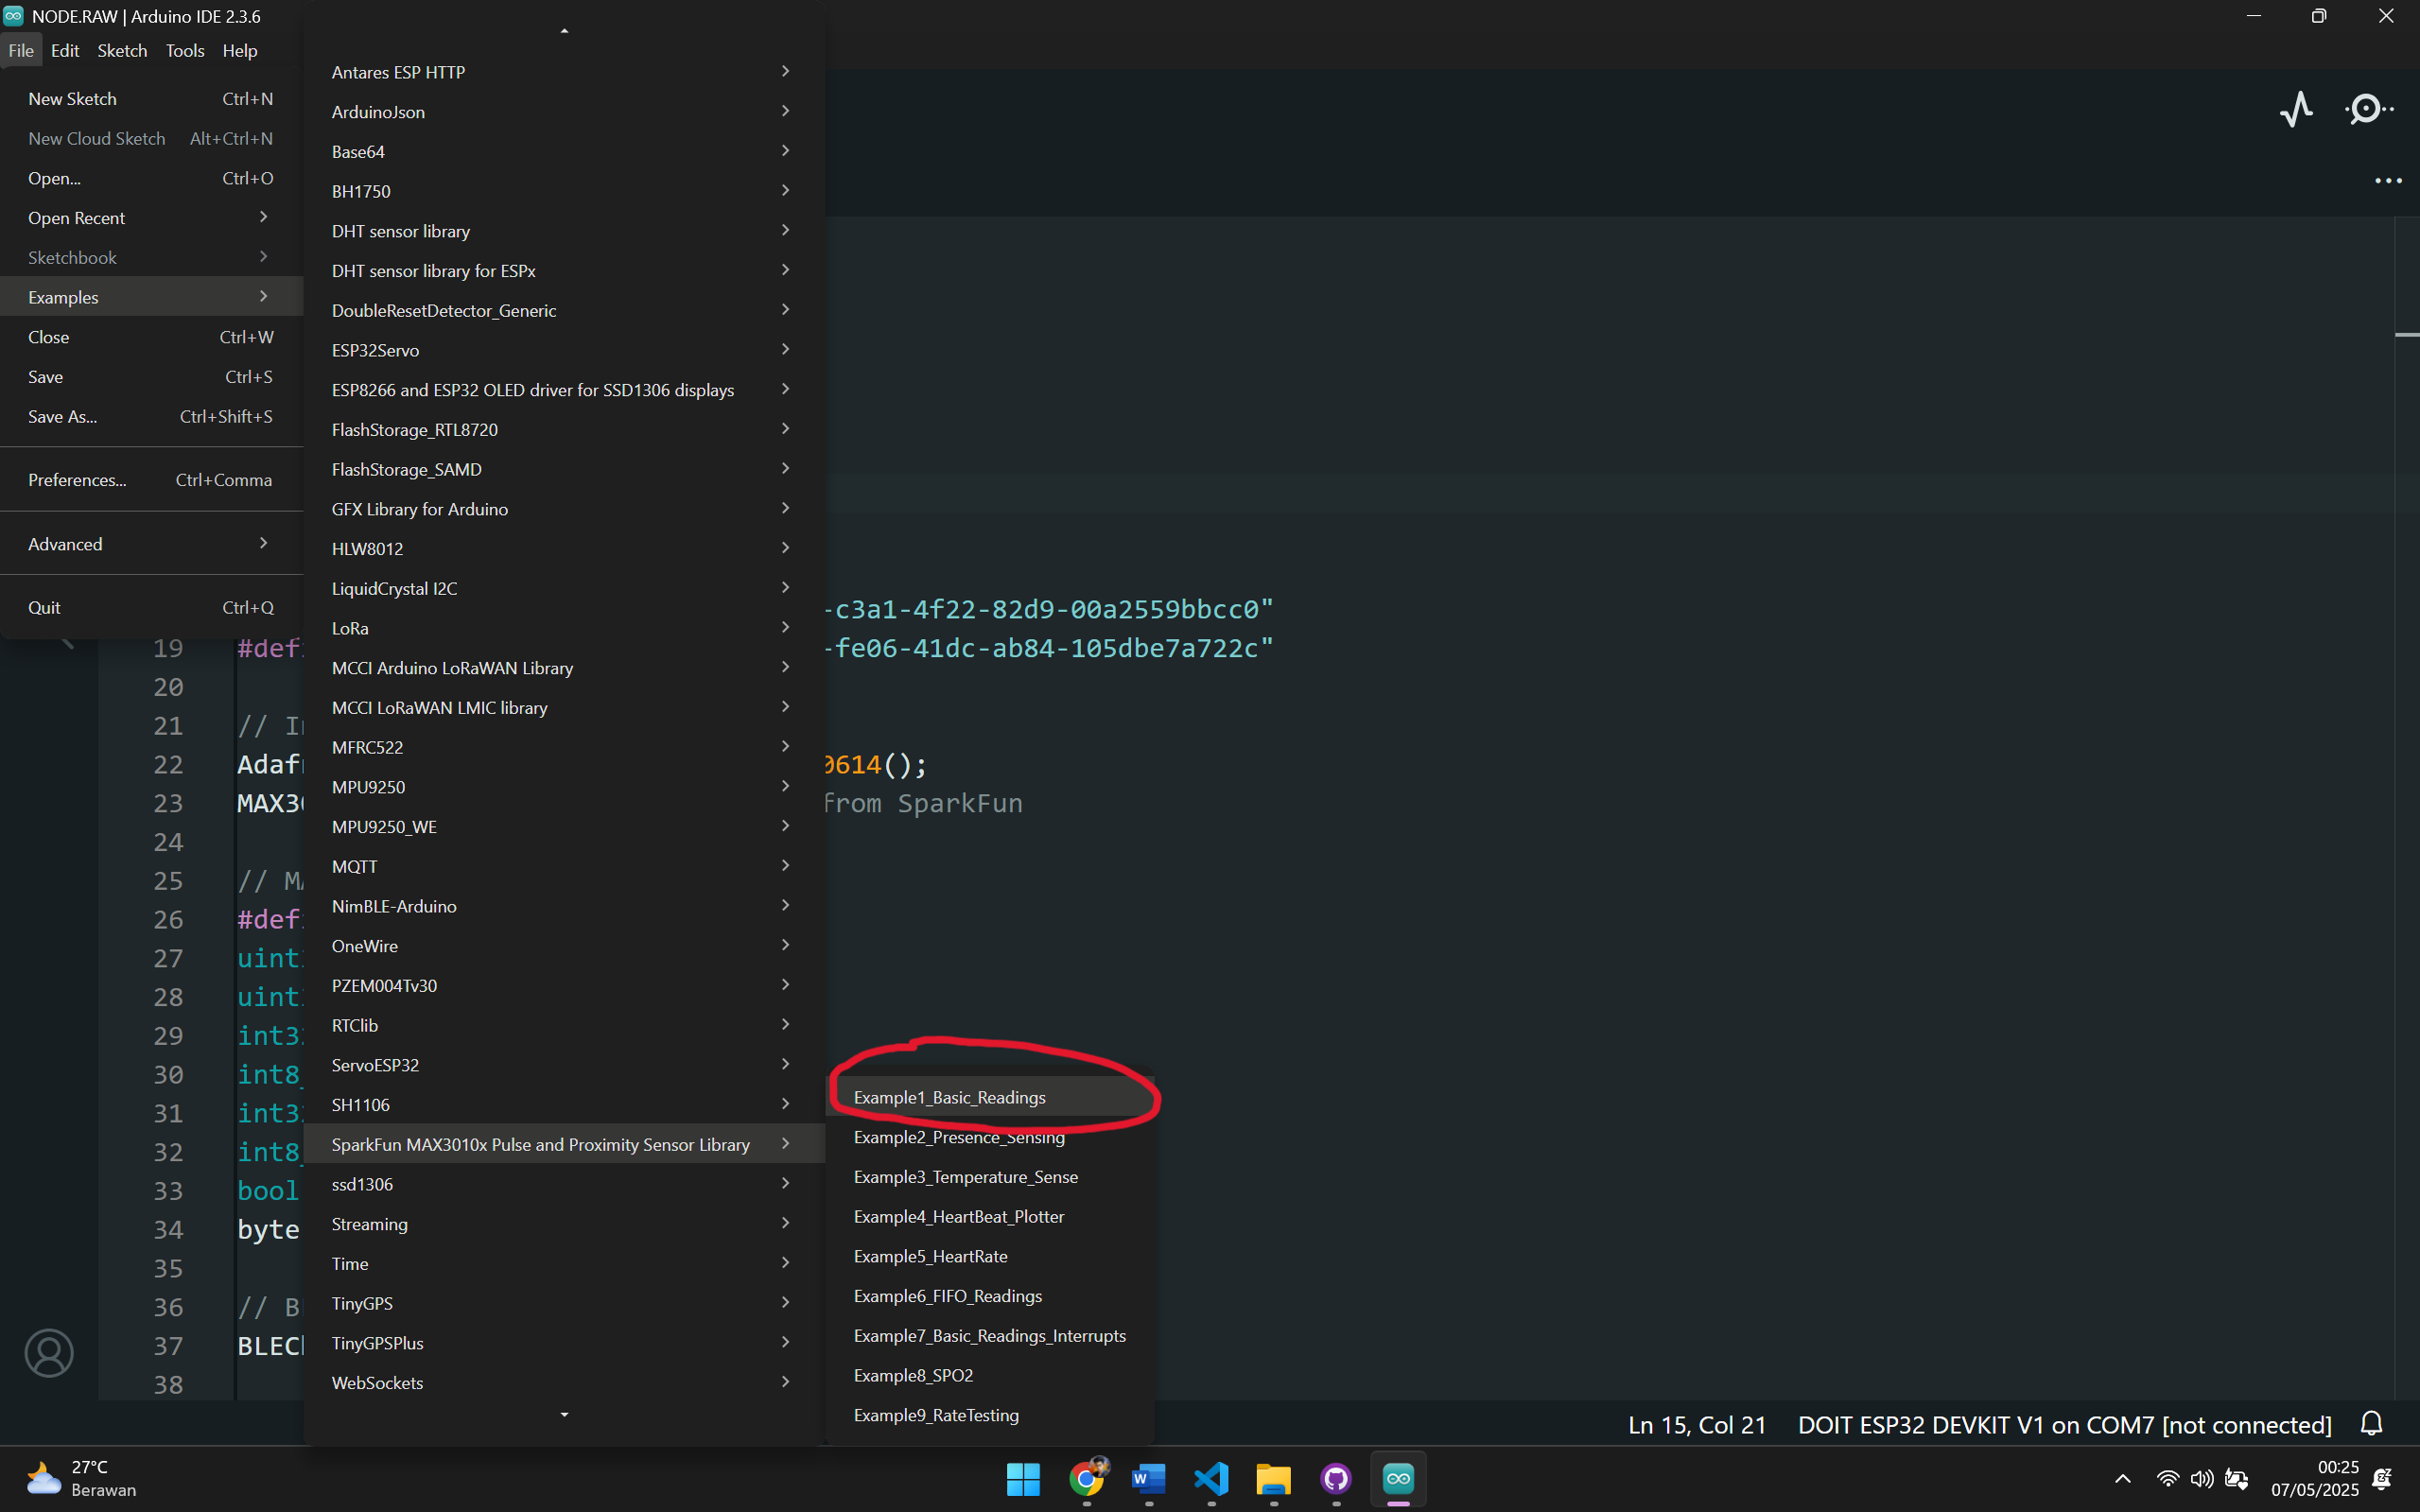 NODE.RAW | Arduino IDE 2.3.6
File Edit Sketch Tools Help
New Sketch Ctrl+N
New Cloud Sketch Alt+Ctrl+N
Open... Ctrl+O
Open Recent
Sketchbook
Examples
Close Ctrl+W
Save Ctrl+S
Save As... Ctrl+Shift+S
Preferences... Ctrl+Comma
Advanced
Quit Ctrl+Q
Antares ESP HTTP
ArduinoJson
Base64
BH1750
DHT sensor library
DHT sensor library for ESPx
DoubleResetDetector_Generic
ESP32Servo
ESP8266 and ESP32 OLED driver for SSD1306 displays
FlashStorage_RTL8720
FlashStorage_SAMD
GFX Library for Arduino
HLW8012
LiquidCrystal I2C
LoRa
MCCI Arduino LoRaWAN Library
MCCI LoRaWAN LMIC library
MFRC522
MPU9250
MPU9250_WE
MQTT
NimBLE-Arduino
OneWire
PZEM004Tv30
RTClib
ServoESP32
SH1106
SparkFun MAX3010x Pulse and Proximity Sensor Library
ssd1306
Streaming
Time
TinyGPS
TinyGPSPlus
WebSockets
Example1_Basic_Readings
Example2_Presence_Sensing
Example3_Temperature_Sense
Example4_HeartBeat_Plotter
Example5_HeartRate
Example6_FIFO_Readings
Example7_Basic_Readings_Interrupts
Example8_SPO2
Example9_RateTesting
-c3a1-4f22-82d9-00a2559bbcc0"
19 #def -fe06-41dc-ab84-105dbe7a722c"
20
21 // I
22 Adaf 0614();
23 MAX3 from SparkFun
24
25 // M
26 #def
27 uint
28 uint
29 int3
30 int8_
31 int3
32 int8_
33 bool
34 byte
35
36 // B
37 BLEC
38
Ln 15, Col 21 DOIT ESP32 DEVKIT V1 on COM7 [not connected]
27°C
Berawan
00:25
07/05/2025